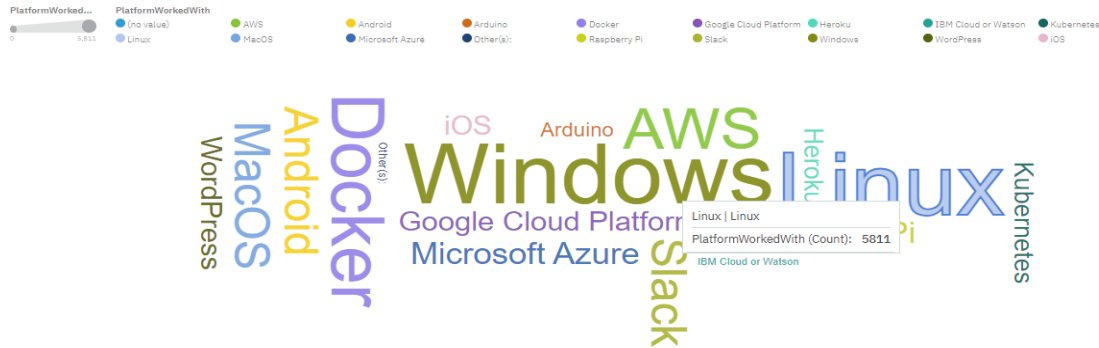 PlatformWorked... PlatformWorkedWith
(no value) AWS Android Arduino Docker Google Cloud Platform Heroku IBM Cloud or Watson Kubernetes
0 5,811 Linux MacOS Microsoft Azure Other(s): Raspberry Pi Slack Windows WordPress iOS
WordPress
MacOS
Android
Docker
Other(s):
iOS
Arduino
AWS
Windows
Linux
Heroku
Google Cloud Platform
Microsoft Azure
Slack
Pi
Kubernetes
Linux | Linux
PlatformWorkedWith (Count): 5811
IBM Cloud or Watson